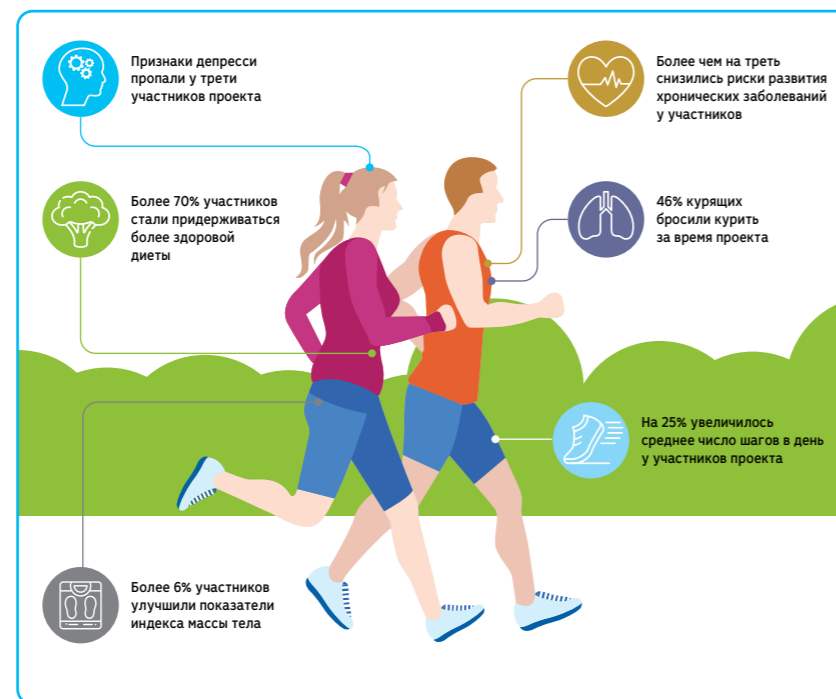 Признаки депресси
пропали у трети
участников проекта
Более чем на треть
снизились риски развития
хронических заболеваний
у участников
Более 70% участников
стали придерживаться
более здоровой
диеты
46% курящих
бросили курить
за время проекта
На 25% увеличилось
среднее число шагов в день
у участников проекта
Более 6% участников
улучшили показатели
индекса массы тела